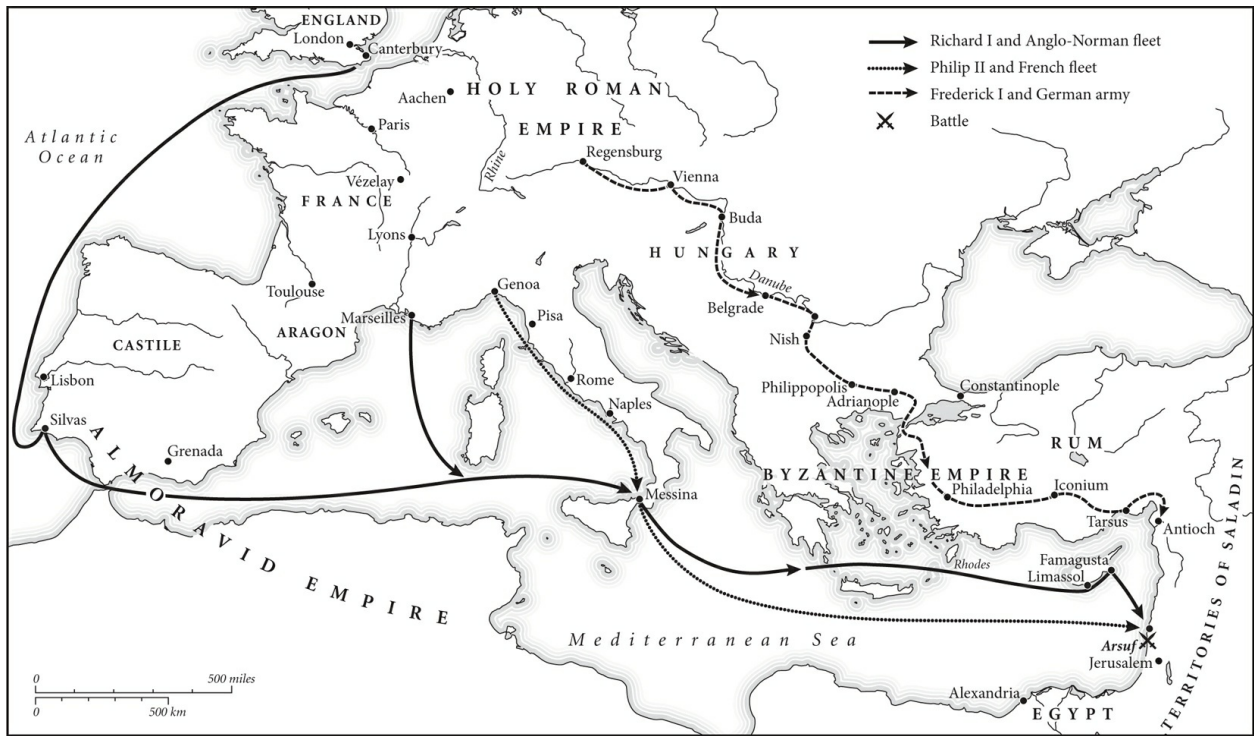 ENGLAND
London
Canterbury
Richard I and Anglo-Norman fleet
Philip II and French fleet
Frederick I and German army
Battle
Atlantic
Ocean
Aachen
HOLY ROMAN
EMPIRE
Paris
Rhine
Regensburg
Vézelay
FRANCE
Vienna
Lyons
Buda
HUNGARY
Toulouse
Genoa
Danube
Belgrade
Marseilles
Pisa
ARAGON
CASTILE
Nish
Lisbon
Rome
Philippopolis
Constantinople
Adrianople
Silvas
Naples
Grenada
RUM
BYZANTINE EMPIRE
Philadelphia
Iconium
Messina
Tarsus
Antioch
ALMORAVID EMPIRE
Rhodes
Famagusta
Limassol
Mediterranean Sea
Arsuf
Jerusalem
TERRITORIES OF SALADIN
Alexandria
EGYPT
0 500 miles
0 500 km